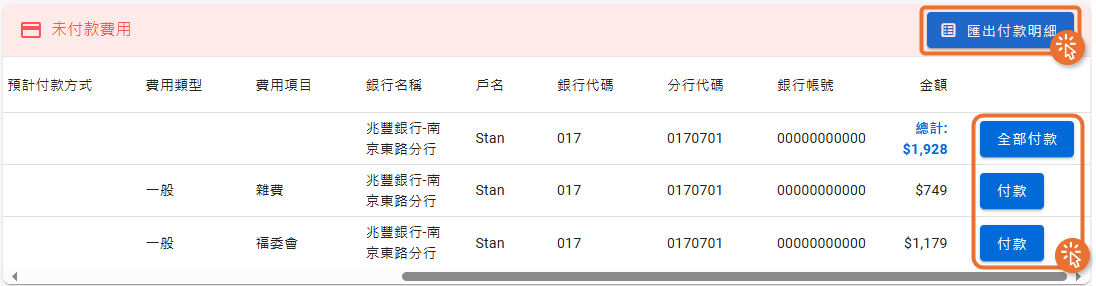 未付款費用
匯出付款明細
預計付款方式 費用類型 費用項目 銀行名稱 戶名 銀行代碼 分行代碼 銀行帳號 金額
兆豐銀行-南京東路分行 Stan 017 0170701 00000000000 總計: $1,928 全部付款
一般 雜費 兆豐銀行-南京東路分行 Stan 017 0170701 00000000000 $749 付款
一般 福委會 兆豐銀行-南京東路分行 Stan 017 0170701 00000000000 $1,179 付款